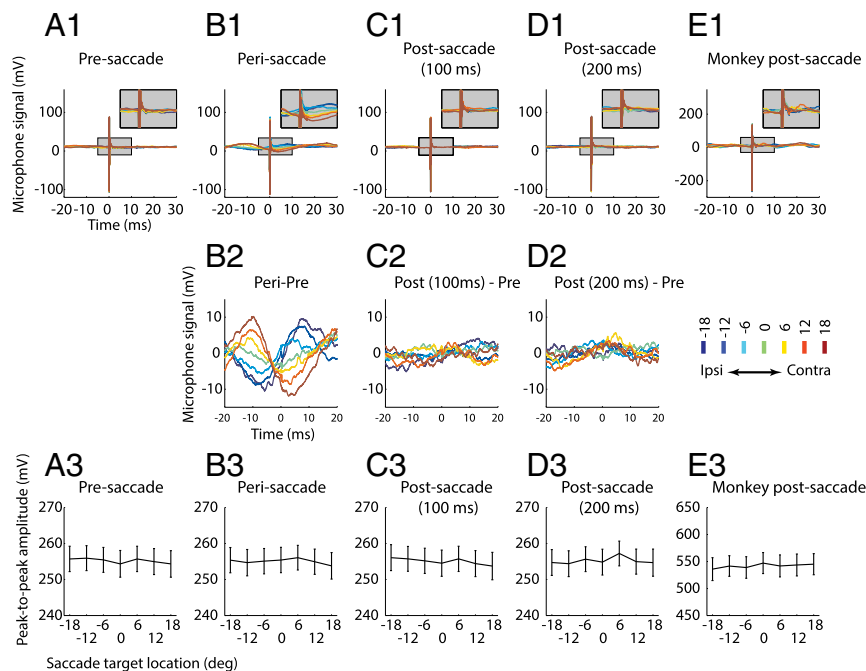 A1 B1 C1 D1 E1
Pre-saccade Peri-saccade Post-saccade (100 ms) Post-saccade (200 ms) Monkey post-saccade
Microphone signal (mV)
100 0 -100
100 0 -100
100 0 -100
100 0 -100
200 0 -200
-20 -10 0 10 20 30
-20 -10 0 10 20 30
-20 -10 0 10 20 30
-20 -10 0 10 20 30
-20 -10 0 10 20 30
Time (ms)
B2 C2 D2
Peri-Pre Post (100ms) - Pre Post (200 ms) - Pre
Microphone signal (mV)
10 0 -10
10 0 -10
10 0 -10
-20 -10 0 10 20
-20 -10 0 10 20
-20 -10 0 10 20
Time (ms)
-18 -12 -6 0 6 12 18
Ipsi Contra
A3 B3 C3 D3 E3
Pre-saccade Peri-saccade Post-saccade (100 ms) Post-saccade (200 ms) Monkey post-saccade
Peak-to-peak amplitude (mV)
270 260 250 240
270 260 250 240
270 260 250 240
270 260 250 240
650 600 550 500 450
-18 -12 -6 0 6 12 18
-18 -12 -6 0 6 12 18
-18 -12 -6 0 6 12 18
-18 -12 -6 0 6 12 18
-18 -12 -6 0 6 12 18
Saccade target location (deg)